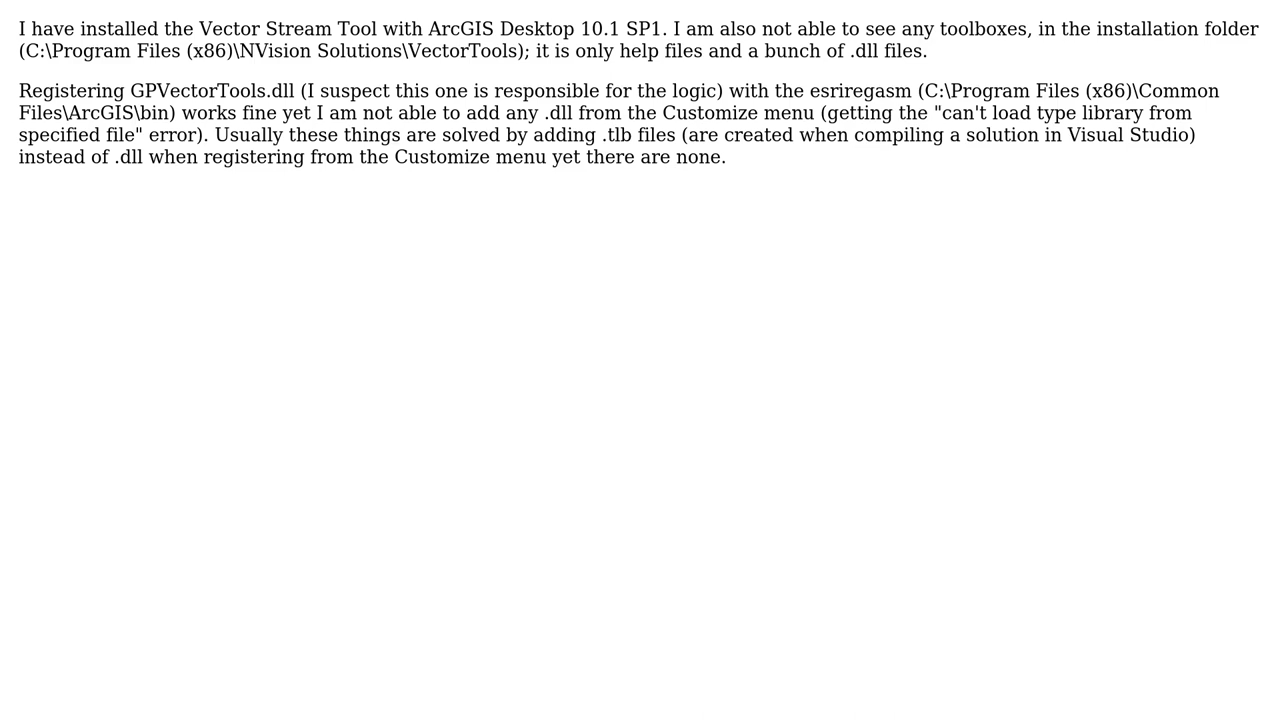 I have installed the Vector Stream Tool with ArcGIS Desktop 10.1 SP1. I am also not able to see any toolboxes, in the installation folder
(C:\Program Files (x86)\NVision Solutions\VectorTools); it is only help files and a bunch of .dll files.
Registering GPVectorTools.dll (I suspect this one is responsible for the logic) with the esriregasm (C:\Program Files (x86)\Common
Files\ArcGIS\bin) works fine yet I am not able to add any .dll from the Customize menu (getting the "can't load type library from
specified file" error). Usually these things are solved by adding .tlb files (are created when compiling a solution in Visual Studio)
instead of .dll when registering from the Customize menu yet there are none.